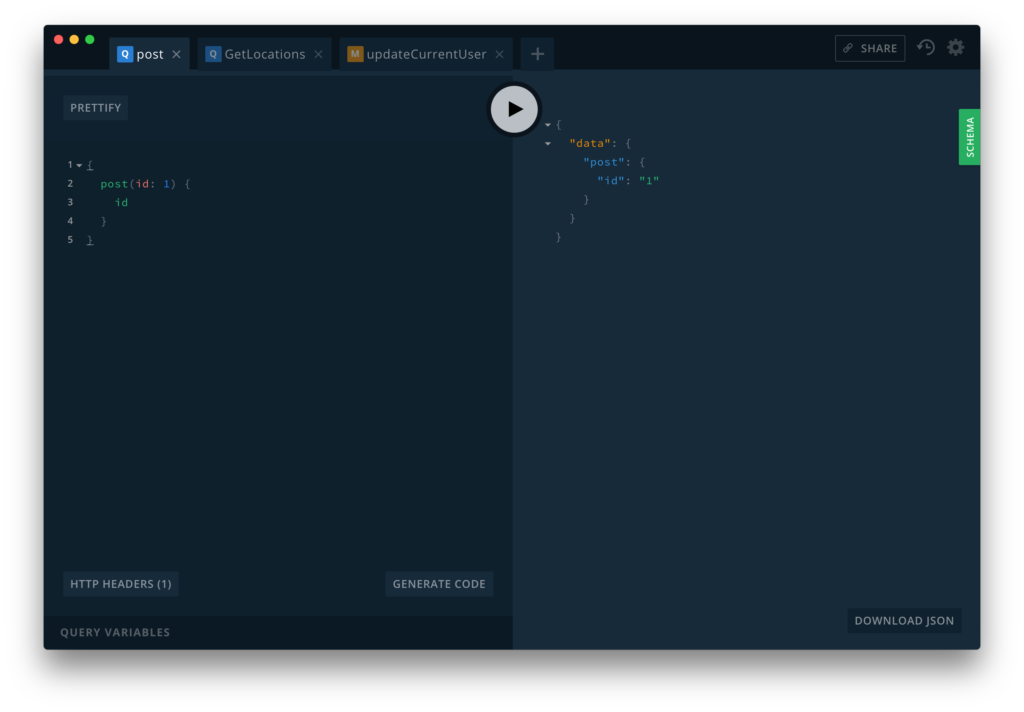 Q post × Q GetLocations × M updateCurrentUser × +
SHARE
PRETTIFY
1 {
2 post(id: 1) {
3 id
4 }
5 }
{
"data": {
"post": {
"id": "1"
}
}
}
SCHEMA
HTTP HEADERS (1)
GENERATE CODE
QUERY VARIABLES
DOWNLOAD JSON